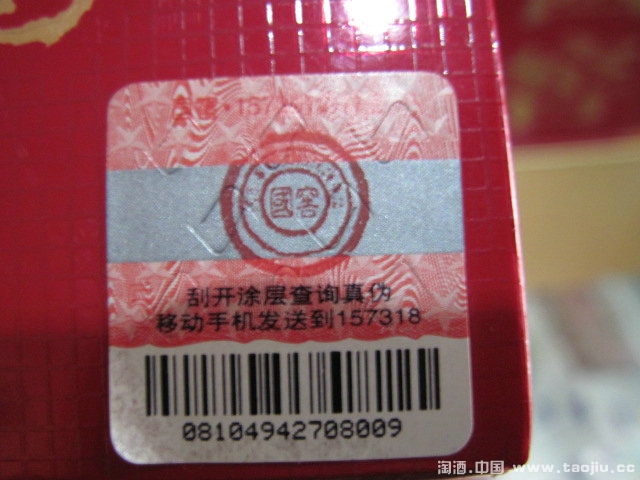 國窖
刮开涂层查询真伪
移动手机发送到157318
08104942708009
淘酒.中国 www.taojiu.cc